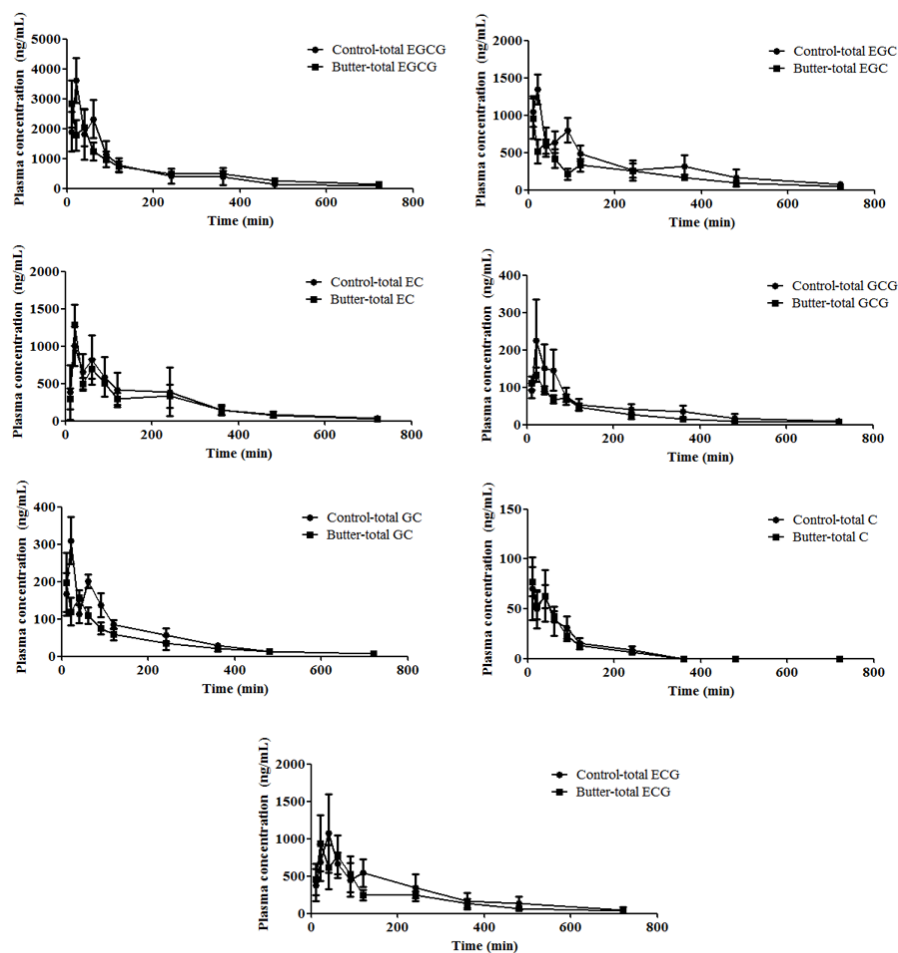 Plasma concentration (ng/mL)
5000
4000
3000
2000
1000
0
Control-total EGCG
Butter-total EGCG
0 200 400 600 800
Time (min)
Plasma concentration (ng/mL)
2000
1500
1000
500
0
Control-total EGC
Butter-total EGC
0 200 400 600 800
Time (min)
Plasma concentration (ng/mL)
2000
1500
1000
500
0
Control-total EC
Butter-total EC
0 200 400 600 800
Time (min)
Plasma concentration (ng/mL)
400
300
200
100
0
Control-total GCG
Butter-total GCG
0 200 400 600 800
Time (min)
Plasma concentration (ng/mL)
400
300
200
100
0
Control-total GC
Butter-total GC
0 200 400 600 800
Time (min)
Plasma concentration (ng/mL)
150
100
50
0
Control-total C
Butter-total C
0 200 400 600 800
Time (min)
Plasma concentration (ng/mL)
2000
1500
1000
500
0
Control-total ECG
Butter-total ECG
0 200 400 600 800
Time (min)